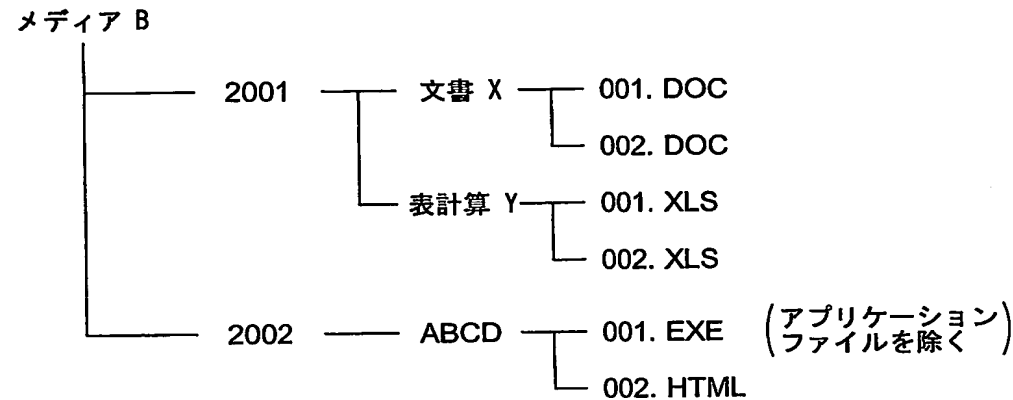 メディア B
2001 文書 X 001. DOC
002. DOC
表計算 Y 001. XLS
002. XLS
2002 ABCD 001. EXE (アプリケーション
ファイルを除く)
002. HTML